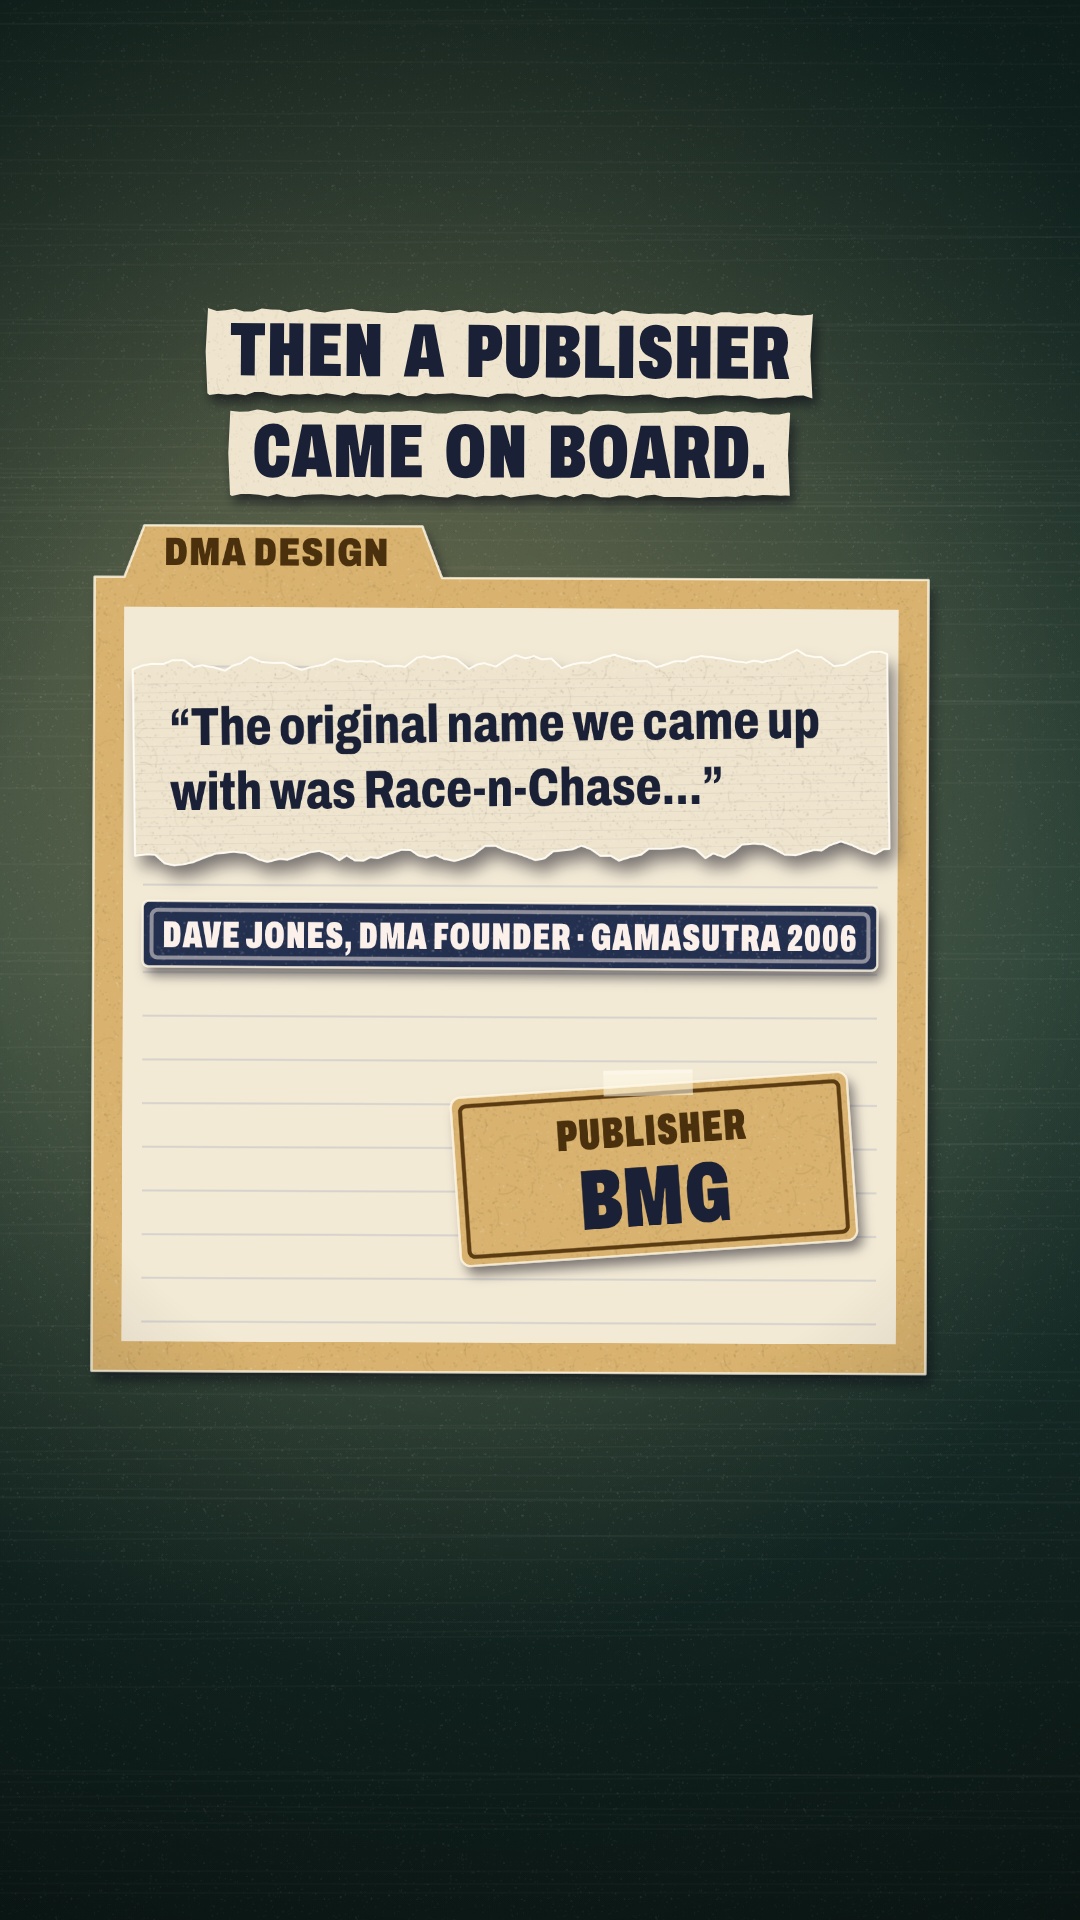 THEN A PUBLISHER
CAME ON BOARD.
DMA DESIGN
“The original name we came up
with was Race-n-Chase...”
DAVE JONES, DMA FOUNDER · GAMASUTRA 2006
PUBLISHER
BMG